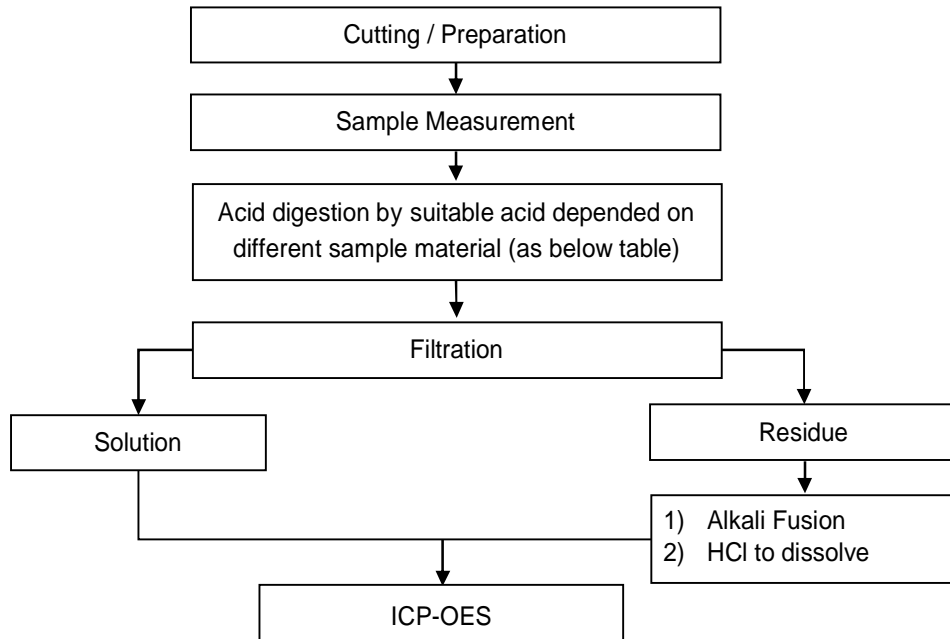 Cutting / Preparation
Sample Measurement
Acid digestion by suitable acid depended on
different sample material (as below table)
Filtration
Solution
Residue
1) Alkali Fusion
2) HCl to dissolve
ICP-OES